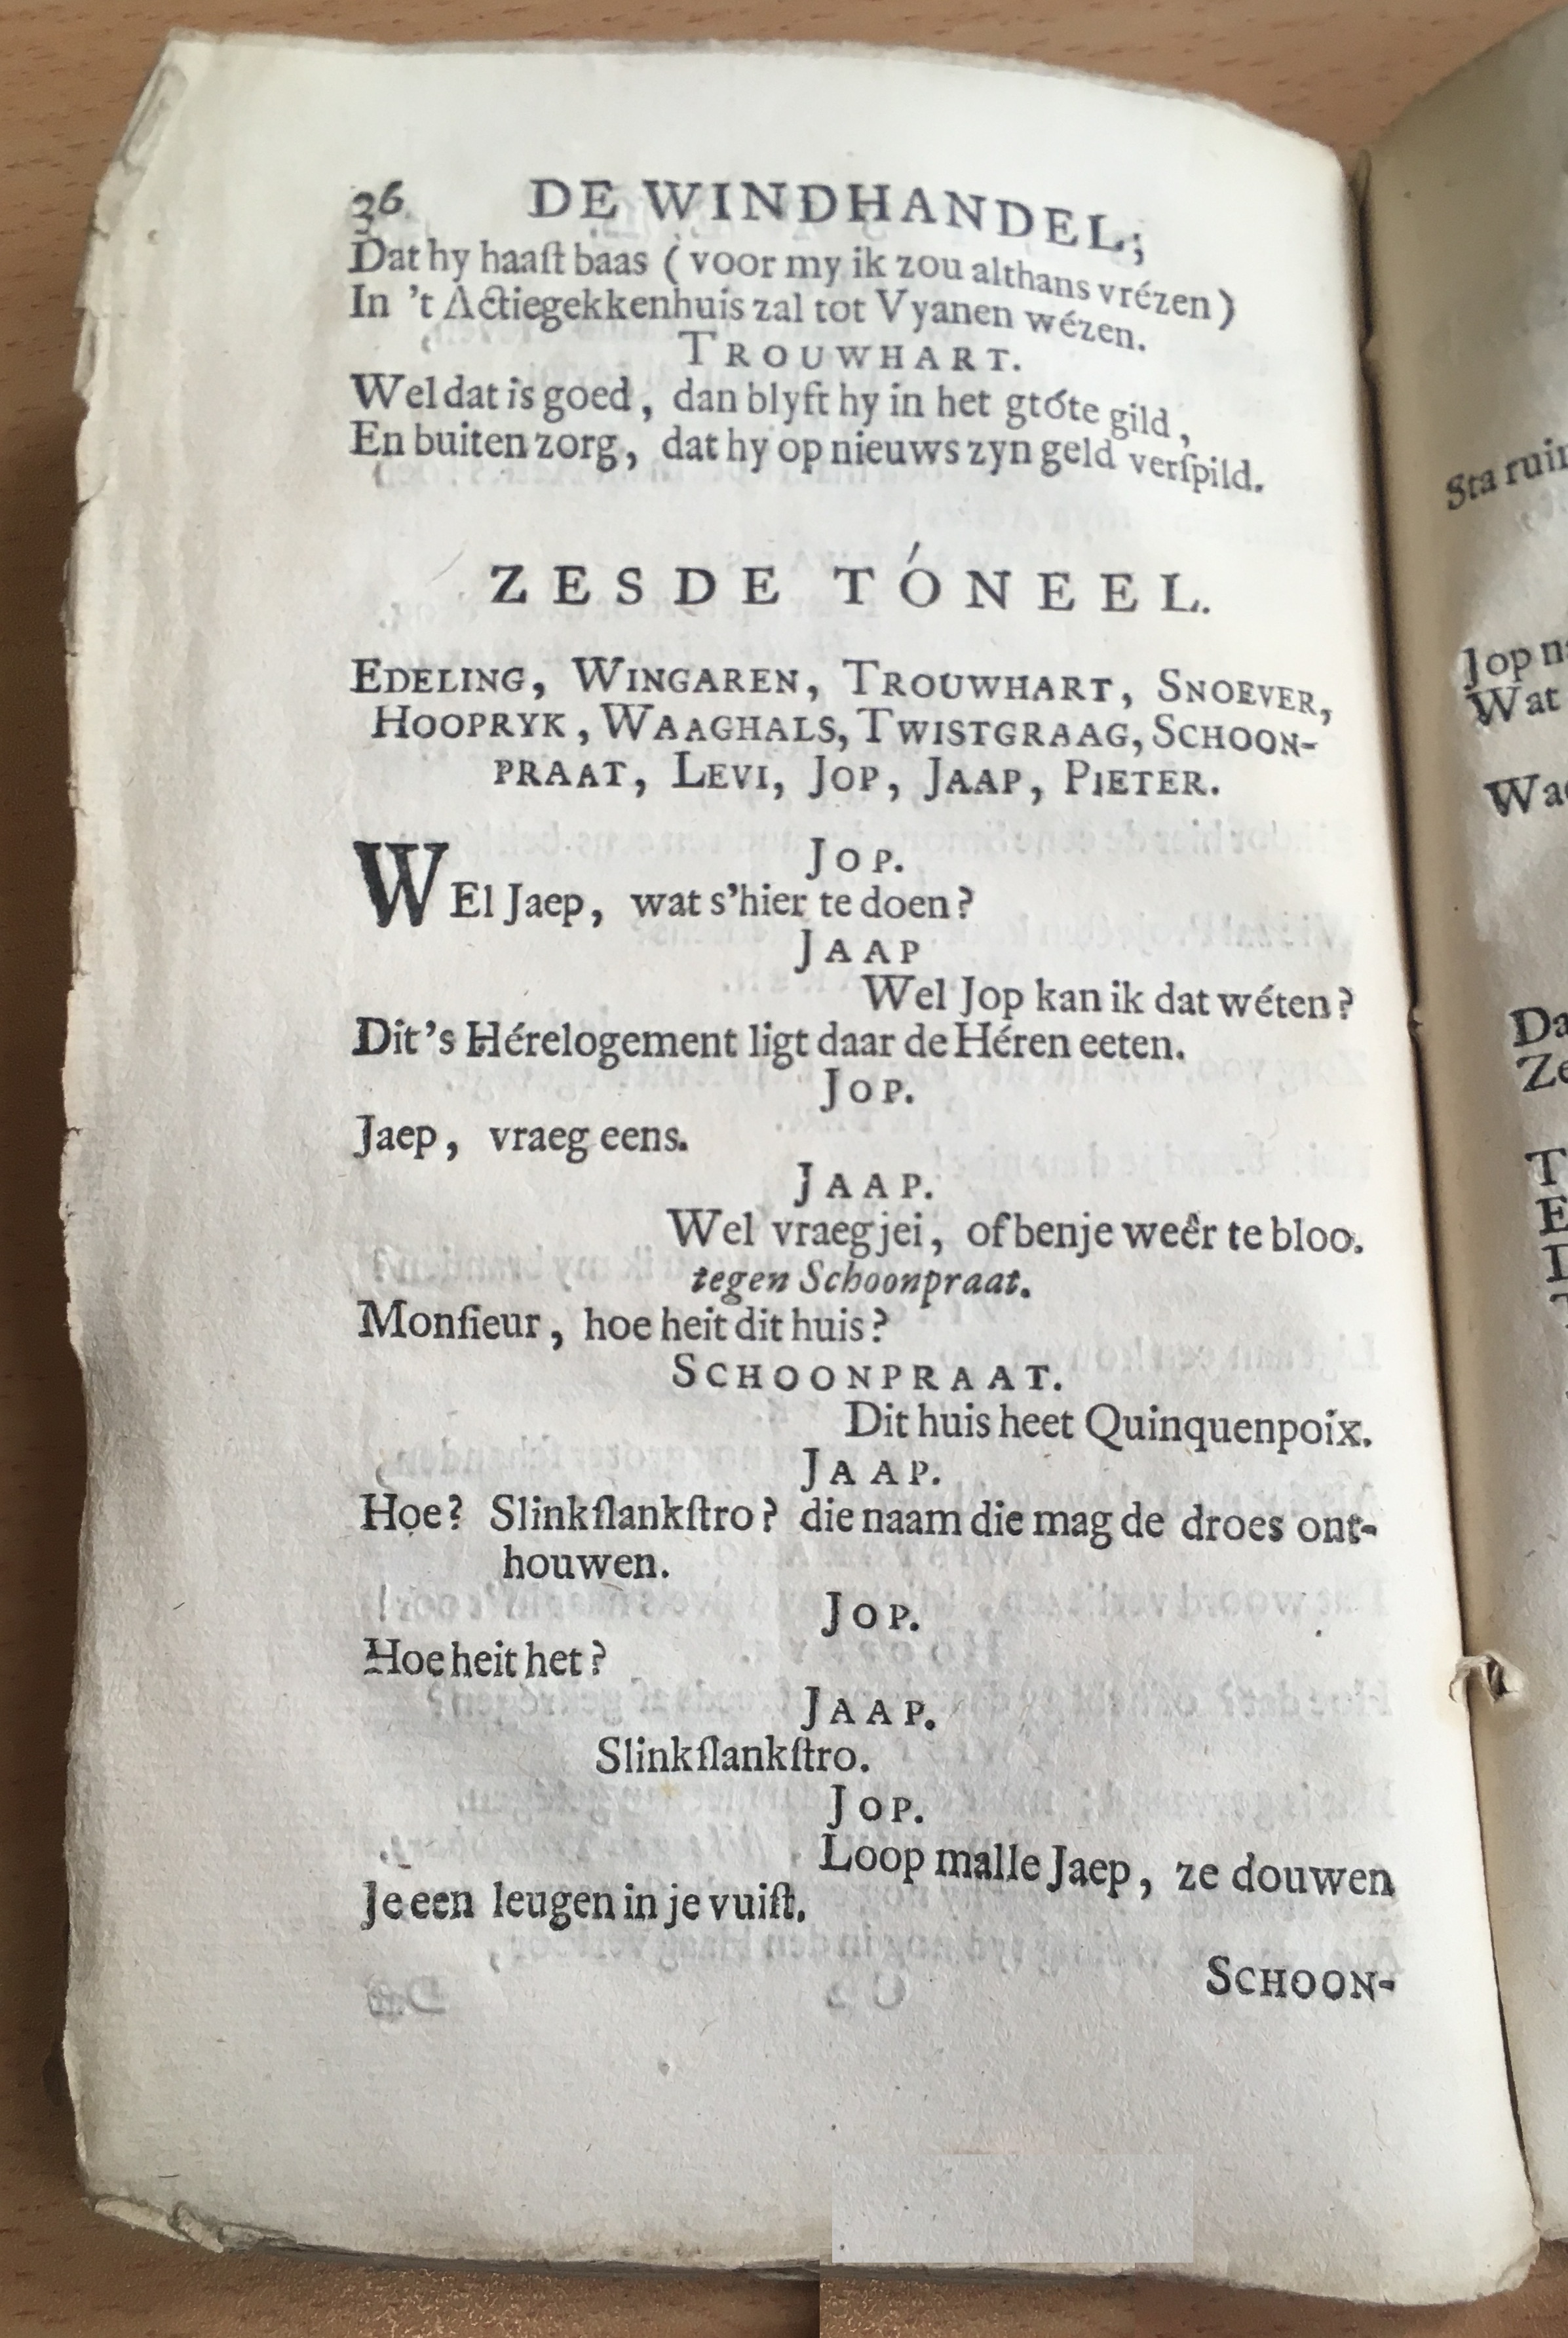 36 DE WINDHANDEL;
Dat hy haaſt baas (voor my ik zou althans vrézen)
In 't Actiegekkenhuis zal tot Vyanen wézen.
TROUWHART.
Wel dat is goed, dan blyft hy in het gtóte gild,
En buiten zorg, dat hy op nieuws zyn geld verſpild.
ZESDE TÓNEEL.
EDELING, WINGAREN, TROUWHART, SNOEVER,
HOOPRYK, WAAGHALS, TWISTGRAAG, SCHOON-
PRAAT, LEVI, JOP, JAAP, PIETER.
JOP.
WEl Jaep, wat s'hier te doen?
JAAP
Wel Jop kan ik dat wéten?
Dit's Hérelogement ligt daar de Héren eeten.
JOP.
Jaep, vraeg eens.
JAAP.
Wel vraeg jei, of benje weêr te bloo.
tegen Schoonpraat.
Monſieur, hoe heit dit huis?
SCHOONPRAAT.
Dit huis heet Quinquenpoix.
JAAP.
Hoe? Slinkſlankſtro? die naam die mag de droes ont-
houwen.
JOP.
Hoe heit het?
JAAP.
Slinkſlankſtro.
JOP.
Loop malle Jaep, ze douwen
Je een leugen in je vuiſt.
SCHOON-
Sta
Jop
Wat